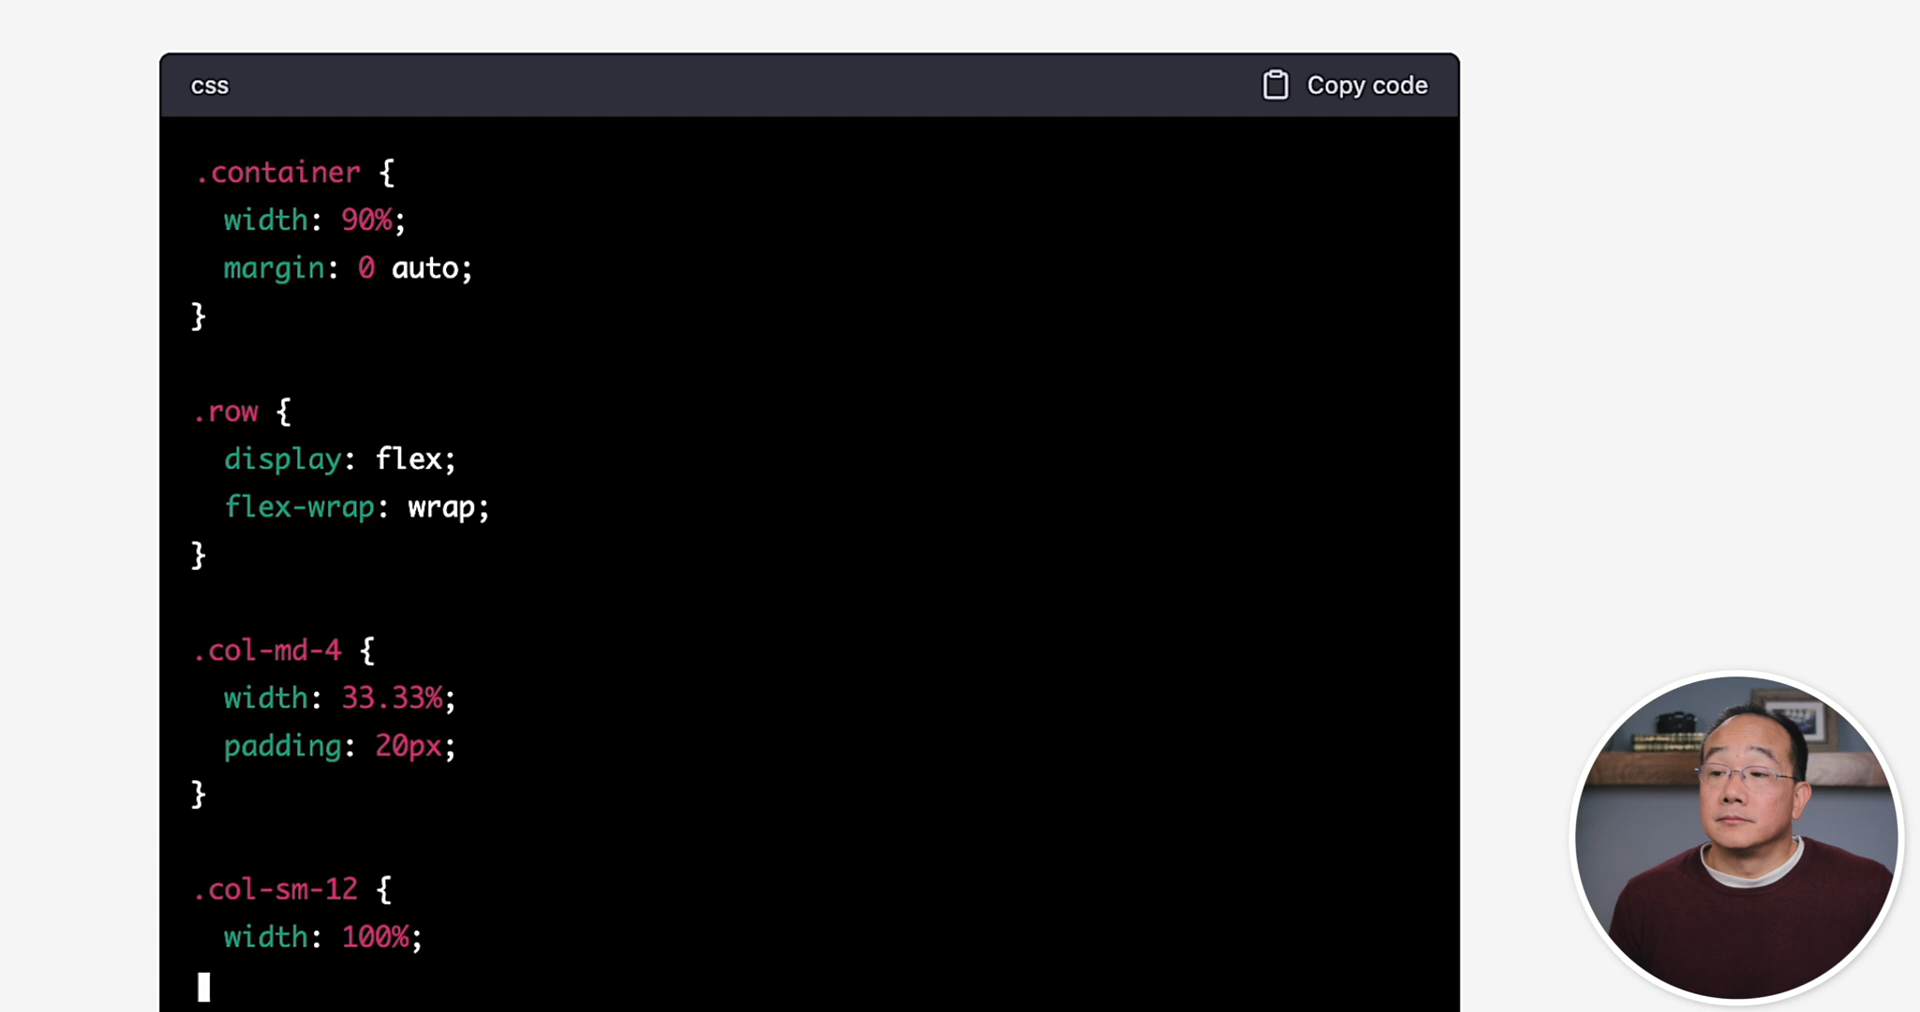 css
Copy code
.container {
width: 90%;
margin: 0 auto;
}
.row {
display: flex;
flex-wrap: wrap;
}
.col-md-4 {
width: 33.33%;
padding: 20px;
}
.col-sm-12 {
width: 100%;